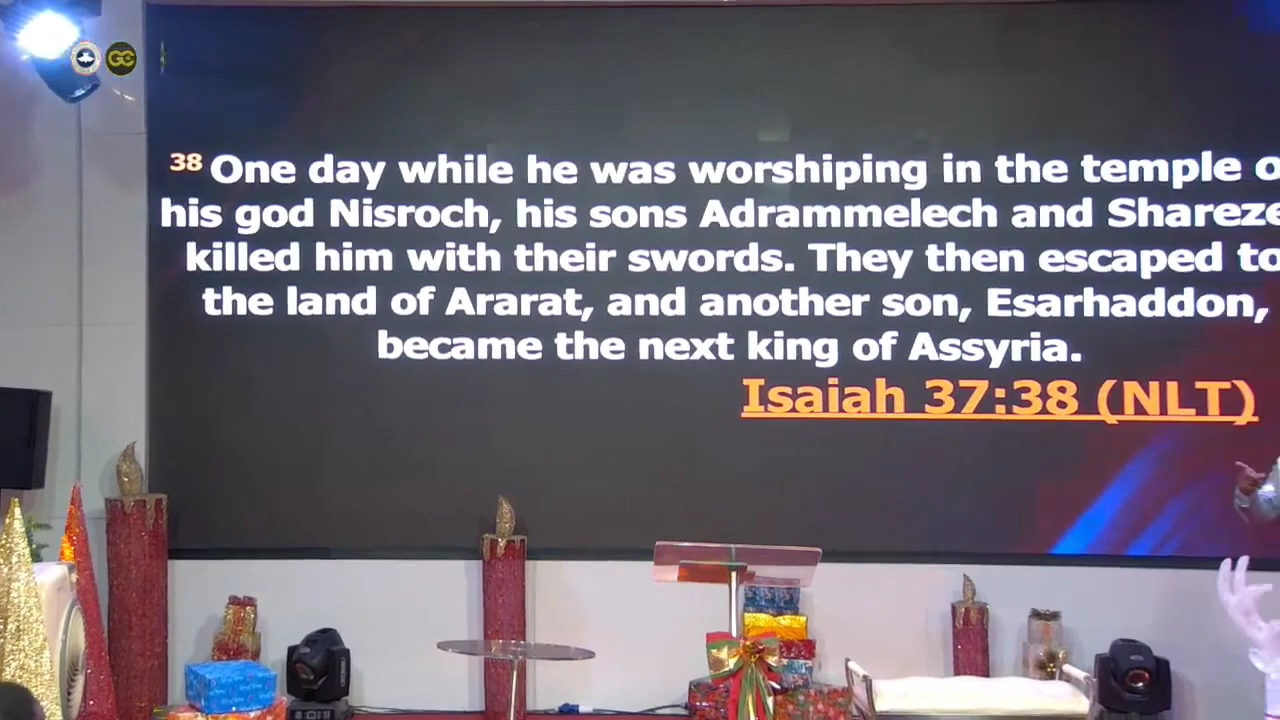 GC
38 One day while he was worshiping in the temple
his god Nisroch, his sons Adrammelech and
killed him with their swords. They then escaped to
the land of Ararat, and another son, Esarhaddon,
became the next king of Assyria.
Isaiah 37:38 (NLT)